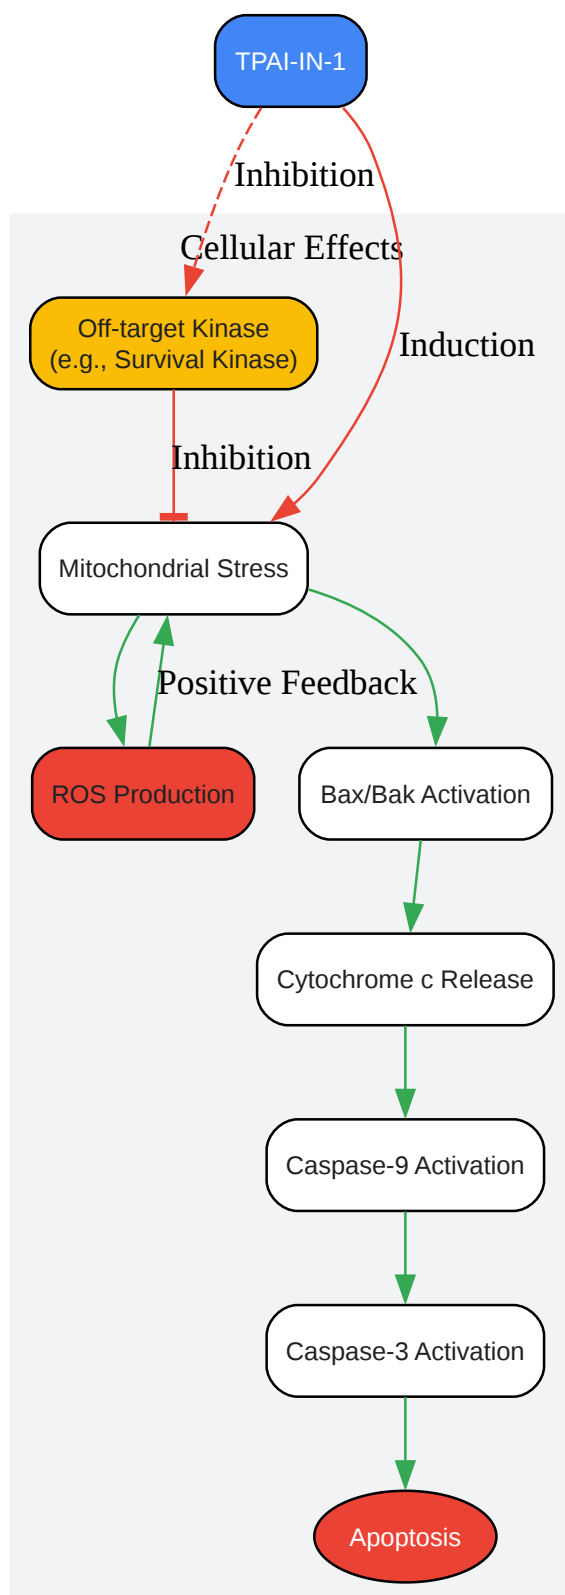 TPAI-IN-1
Inhibition
Cellular Effects
Off-target Kinase
(e.g., Survival Kinase)
Induction
Inhibition
Mitochondrial Stress
Positive Feedback
ROS Production
Bax/Bak Activation
Cytochrome c Release
Caspase-9 Activation
Caspase-3 Activation
Apoptosis